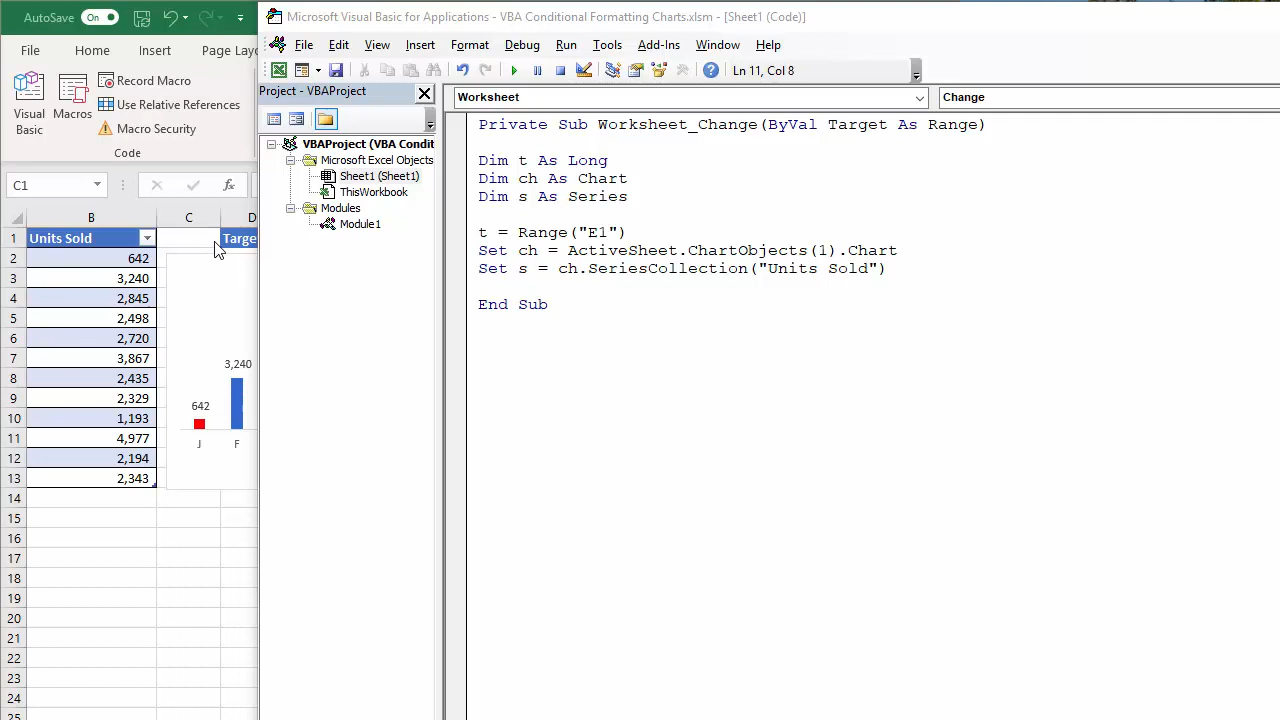 AutoSave On
Microsoft Visual Basic for Applications - VBA Conditional Formatting Charts.xlsm - [Sheet1 (Code)]
File Home Insert Page Layo
File Edit View Insert Format Debug Run Tools Add-Ins Window Help
Ln 11, Col 8
Visual Basic
Macros
Record Macro
Use Relative References
Macro Security
Code
Project - VBAProject
VBAProject (VBA Condit
Microsoft Excel Objects
Sheet1 (Sheet1)
ThisWorkbook
Modules
Module1
Worksheet
Change
Private Sub Worksheet_Change(ByVal Target As Range)
Dim t As Long
Dim ch As Chart
Dim s As Series
t = Range("E1")
Set ch = ActiveSheet.ChartObjects(1).Chart
Set s = ch.SeriesCollection("Units Sold")
End Sub
C1
fx
B C D
1 Units Sold Targe
2 642
3 3,240
4 2,845
5 2,498
6 2,720
7 3,867
8 2,435
9 2,329
10 1,193
11 4,977
12 2,194
13 2,343
14
15
16
17
18
19
20
21
22
23
24
25
3,240
642
J F